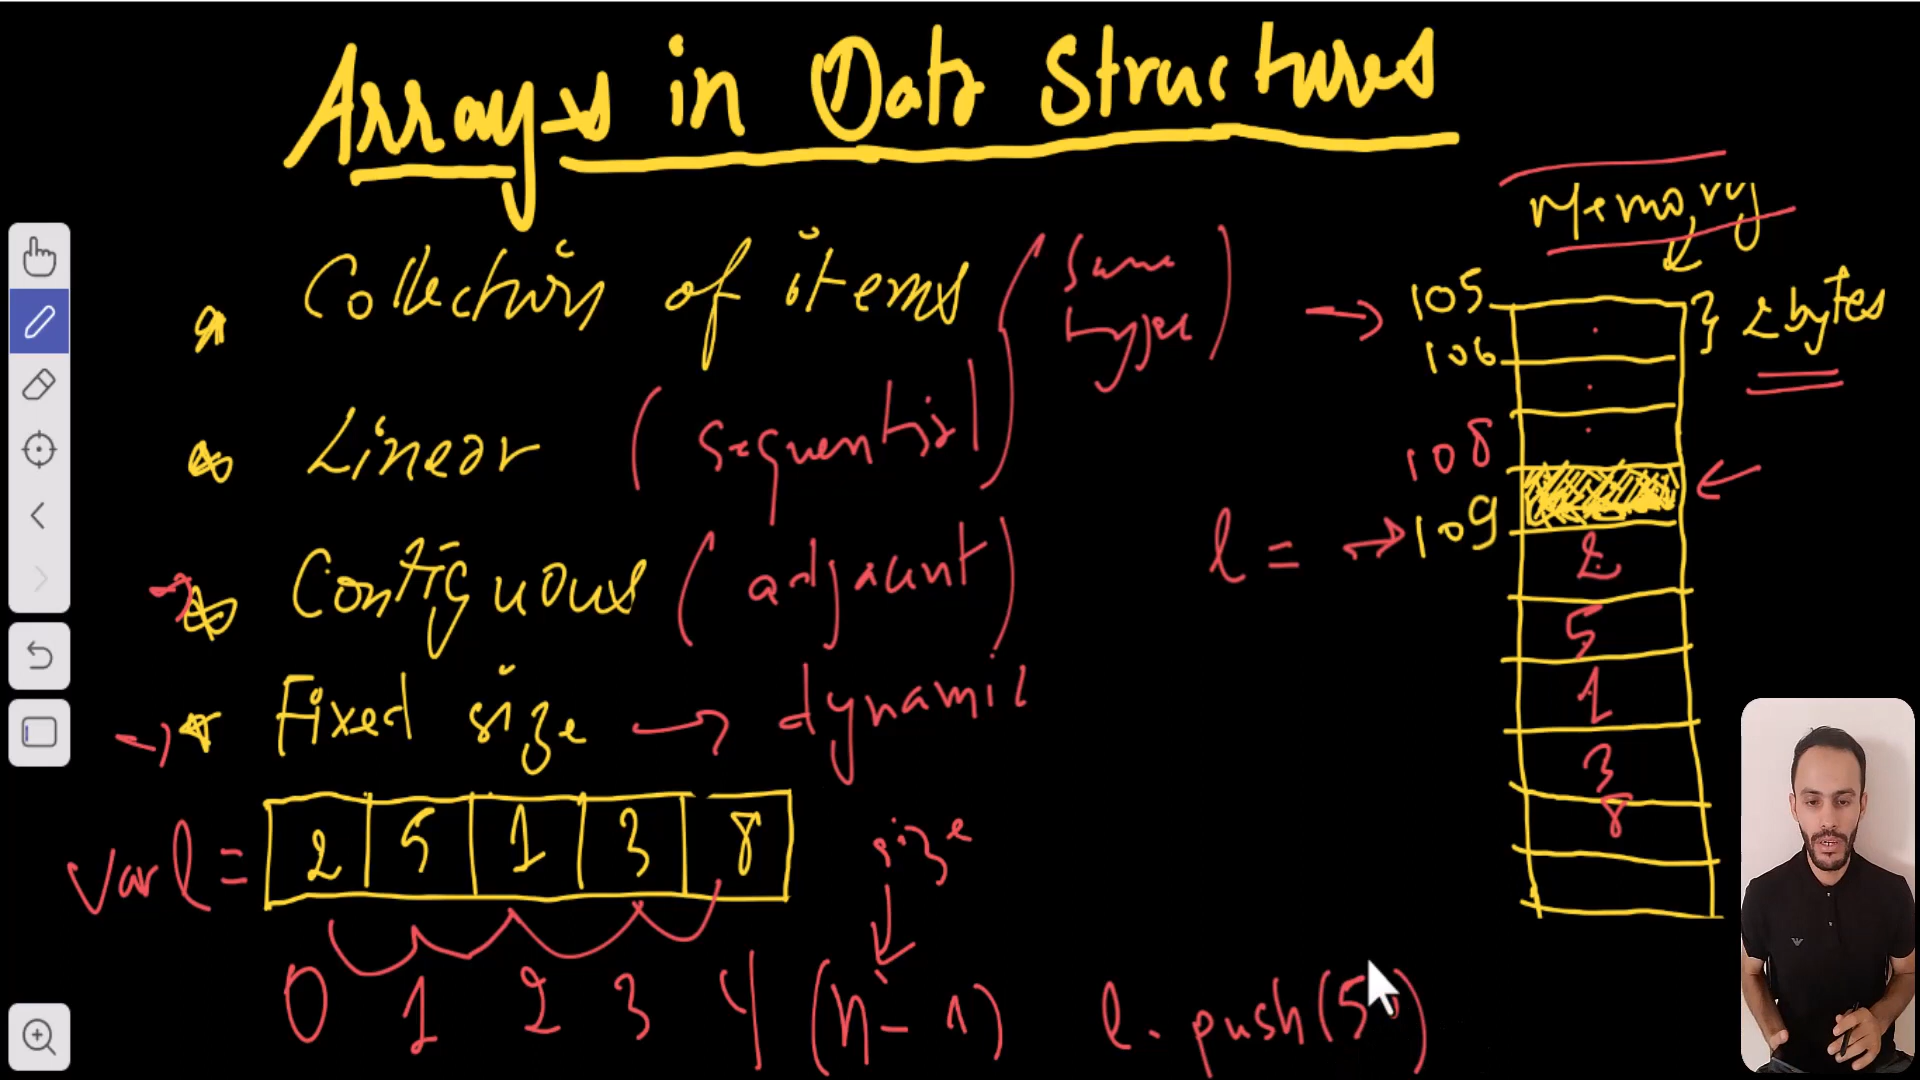 Arrays in Data Structures
Memory
Collection of items (same type)
105
2 bytes
106
Linear (sequential)
108
l = → 109
2
Contiguous (adjacent)
5
1
Fixed size → dynamic
3
8
var l = 2 5 1 3 8
size
0 1 2 3 4 (n-1)
l.push(5)